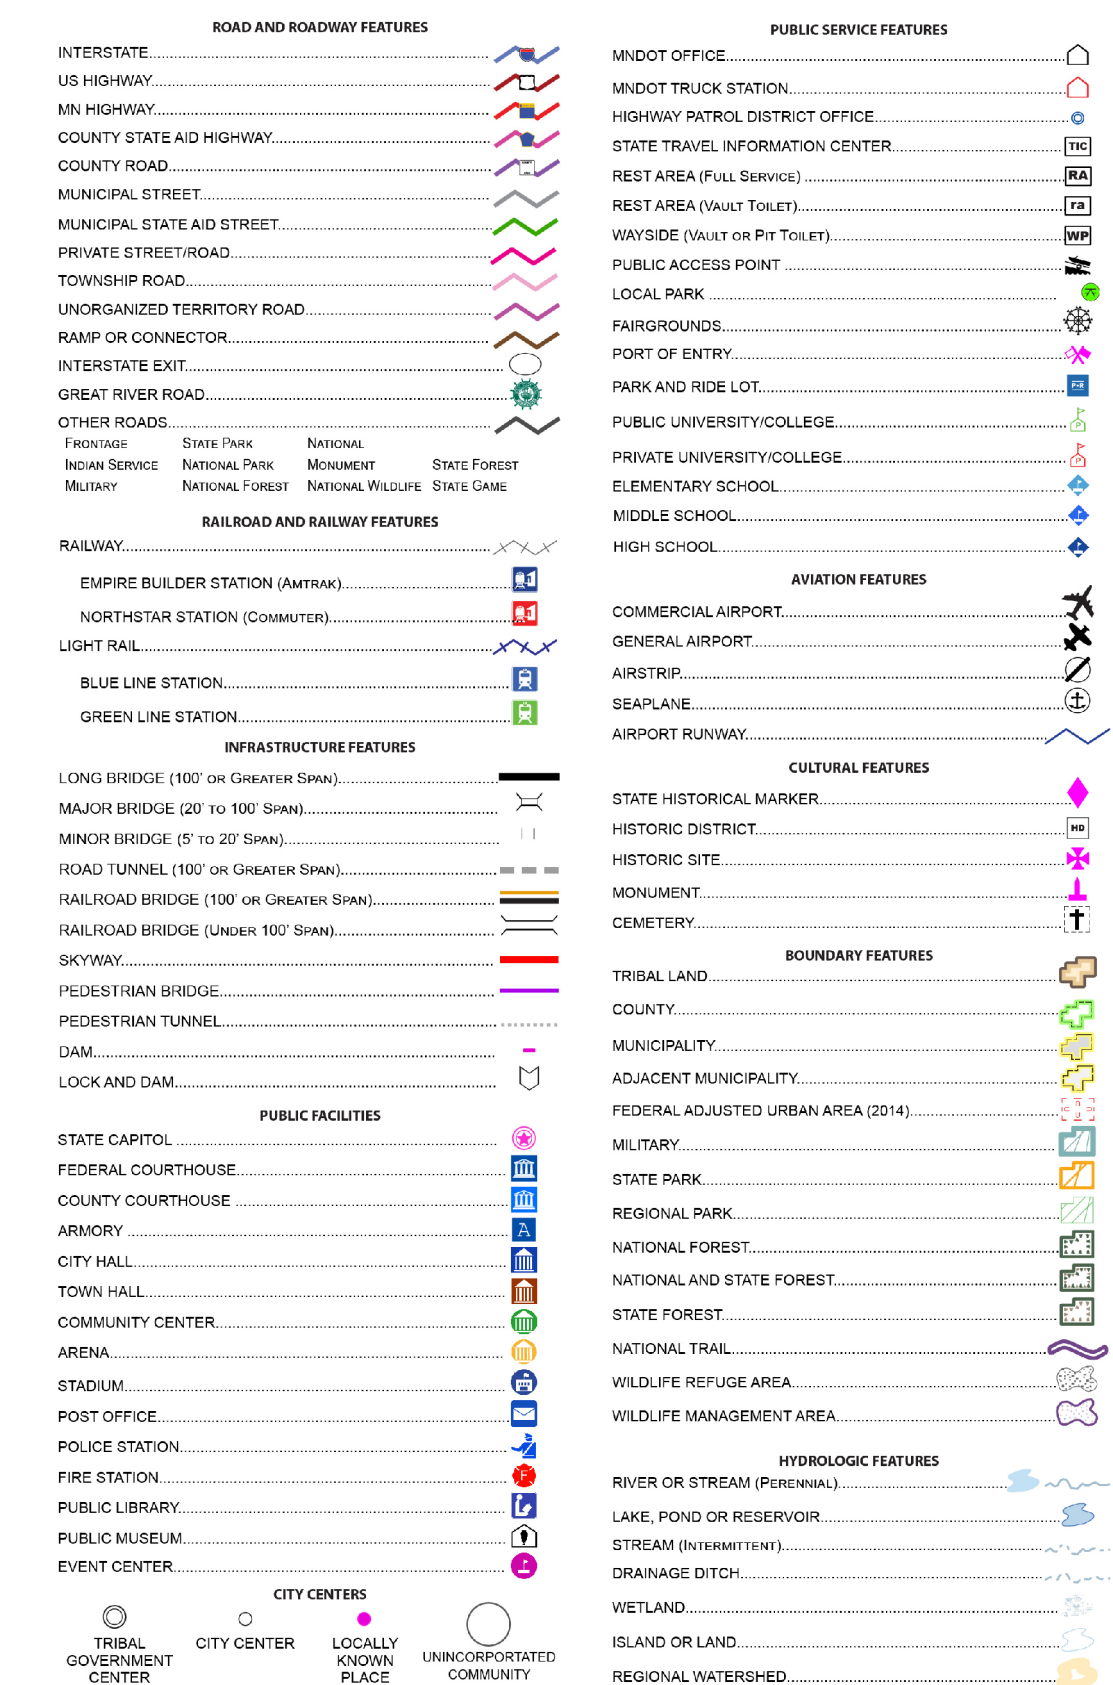 ROAD AND ROADWAY FEATURES
INTERSTATE
US HIGHWAY
MN HIGHWAY
COUNTY STATE AID HIGHWAY
COUNTY ROAD
MUNICIPAL STREET
MUNICIPAL STATE AID STREET
PRIVATE STREET/ROAD
TOWNSHIP ROAD
UNORGANIZED TERRITORY ROAD
RAMP OR CONNECTOR
INTERSTATE EXIT
GREAT RIVER ROAD
OTHER ROADS
FRONTAGE STATE PARK NATIONAL
INDIAN SERVICE NATIONAL PARK MONUMENT STATE FOREST
MILITARY NATIONAL FOREST NATIONAL WILDLIFE STATE GAME
RAILROAD AND RAILWAY FEATURES
RAILWAY
EMPIRE BUILDER STATION (AMTRAK)
NORTHSTAR STATION (COMMUTER)
LIGHT RAIL
BLUE LINE STATION
GREEN LINE STATION
INFRASTRUCTURE FEATURES
LONG BRIDGE (100' OR GREATER SPAN)
MAJOR BRIDGE (20' TO 100' SPAN)
MINOR BRIDGE (5' TO 20' SPAN)
ROAD TUNNEL (100' OR GREATER SPAN)
RAILROAD BRIDGE (100' OR GREATER SPAN)
RAILROAD BRIDGE (UNDER 100' SPAN)
SKYWAY
PEDESTRIAN BRIDGE
PEDESTRIAN TUNNEL
DAM
LOCK AND DAM
PUBLIC FACILITIES
STATE CAPITOL
FEDERAL COURTHOUSE
COUNTY COURTHOUSE
ARMORY A
CITY HALL
TOWN HALL
COMMUNITY CENTER
ARENA
STADIUM
POST OFFICE
POLICE STATION
FIRE STATION F
PUBLIC LIBRARY
PUBLIC MUSEUM
EVENT CENTER
CITY CENTERS
TRIBAL GOVERNMENT CENTER
CITY CENTER
LOCALLY KNOWN PLACE
UNINCORPORTATED COMMUNITY
PUBLIC SERVICE FEATURES
MNDOT OFFICE
MNDOT TRUCK STATION
HIGHWAY PATROL DISTRICT OFFICE
STATE TRAVEL INFORMATION CENTER TIC
REST AREA (FULL SERVICE) RA
REST AREA (VAULT TOILET) ra
WAYSIDE (VAULT OR PIT TOILET) WP
PUBLIC ACCESS POINT
LOCAL PARK
FAIRGROUNDS
PORT OF ENTRY
PARK AND RIDE LOT P+R
PUBLIC UNIVERSITY/COLLEGE P
PRIVATE UNIVERSITY/COLLEGE P
ELEMENTARY SCHOOL
MIDDLE SCHOOL
HIGH SCHOOL
AVIATION FEATURES
COMMERCIAL AIRPORT
GENERAL AIRPORT
AIRSTRIP
SEAPLANE
AIRPORT RUNWAY
CULTURAL FEATURES
STATE HISTORICAL MARKER
HISTORIC DISTRICT HD
HISTORIC SITE
MONUMENT
CEMETERY
BOUNDARY FEATURES
TRIBAL LAND
COUNTY
MUNICIPALITY
ADJACENT MUNICIPALITY
FEDERAL ADJUSTED URBAN AREA (2014)
MILITARY
STATE PARK
REGIONAL PARK
NATIONAL FOREST
NATIONAL AND STATE FOREST
STATE FOREST
NATIONAL TRAIL
WILDLIFE REFUGE AREA
WILDLIFE MANAGEMENT AREA
HYDROLOGIC FEATURES
RIVER OR STREAM (PERENNIAL)
LAKE, POND OR RESERVOIR
STREAM (INTERMITTENT)
DRAINAGE DITCH
WETLAND
ISLAND OR LAND
REGIONAL WATERSHED